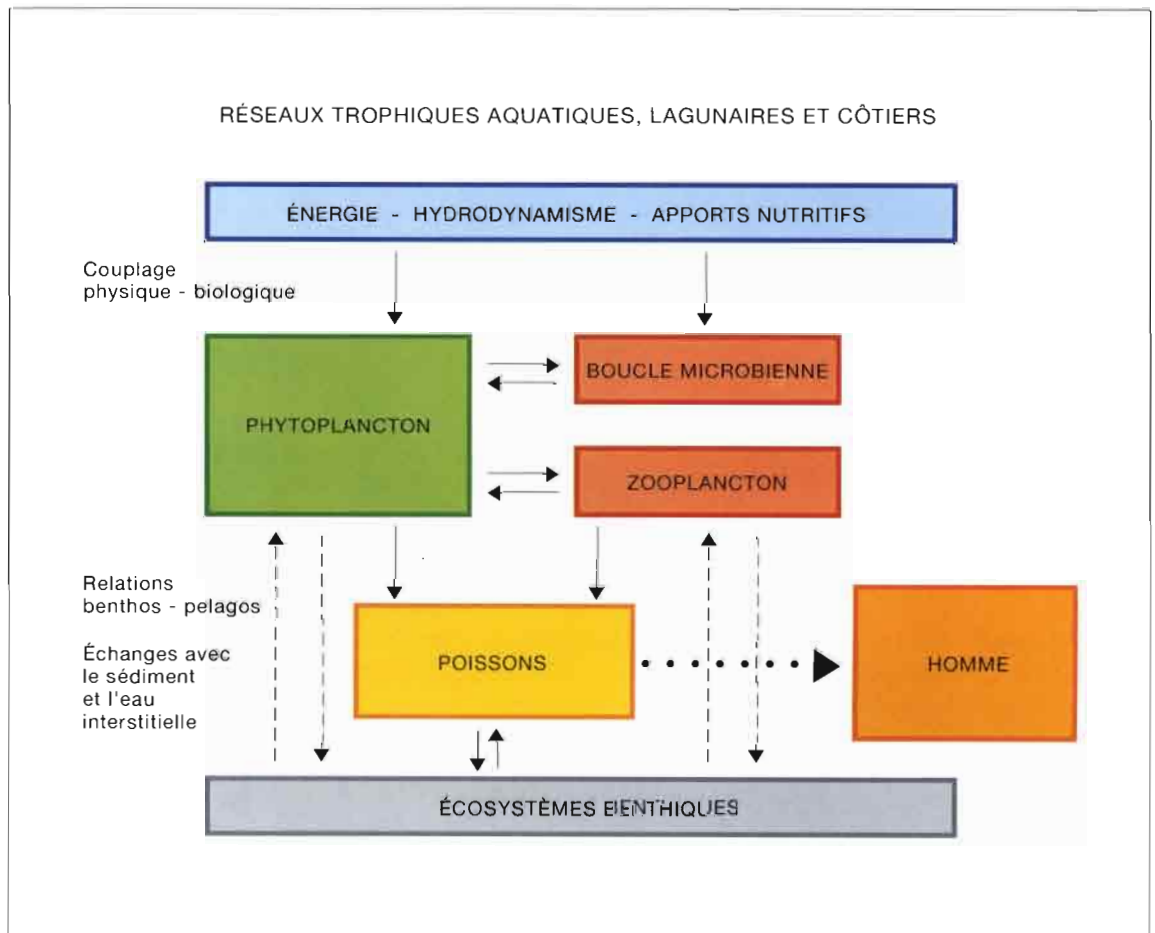 RÉSEAUX TROPHIQUES AQUATIQUES, LAGUNAIRES ET CÔTIERS
ÉNERGIE - HYDRODYNAMISME - APPORTS NUTRITIFS
Couplage
physique - biologique
PHYTOPLANCTON
BOUCLE MICROBIENNE
ZOOPLANCTON
Relations
benthos - pelagos
Échanges avec
le sédiment
et l'eau
interstitielle
POISSONS
HOMME
ÉCOSYSTÈMES BENTHIQUES